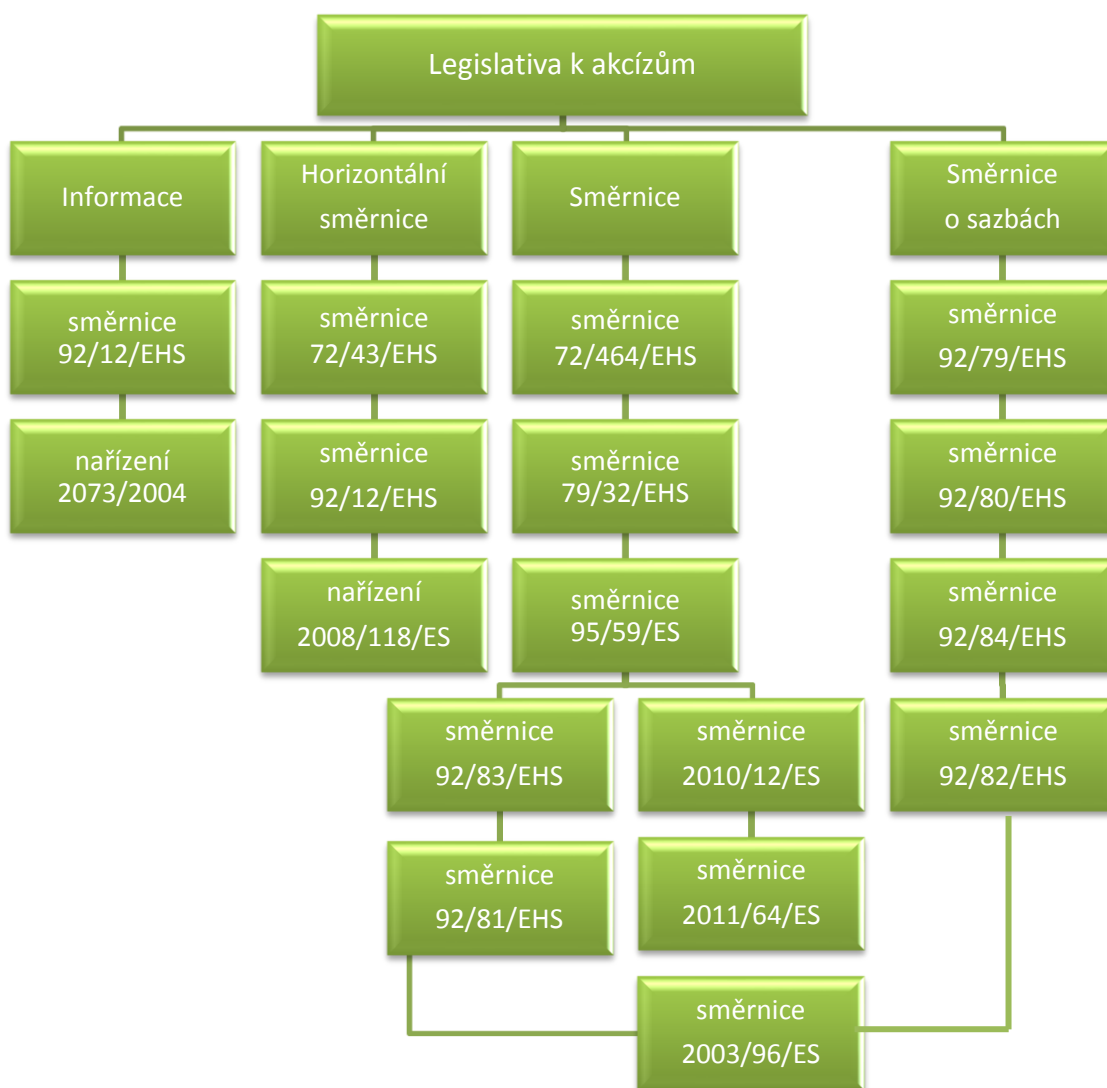 Legislativa k akcízům
Informace
Horizontální
směrnice
Směrnice
Směrnice
o sazbách
směrnice
92/12/EHS
směrnice
72/43/EHS
směrnice
72/464/EHS
směrnice
92/79/EHS
nařízení
2073/2004
směrnice
92/12/EHS
směrnice
79/32/EHS
směrnice
92/80/EHS
nařízení
2008/118/ES
směrnice
95/59/ES
směrnice
92/84/EHS
směrnice
92/83/EHS
směrnice
2010/12/ES
směrnice
92/82/EHS
směrnice
92/81/EHS
směrnice
2011/64/ES
směrnice
2003/96/ES